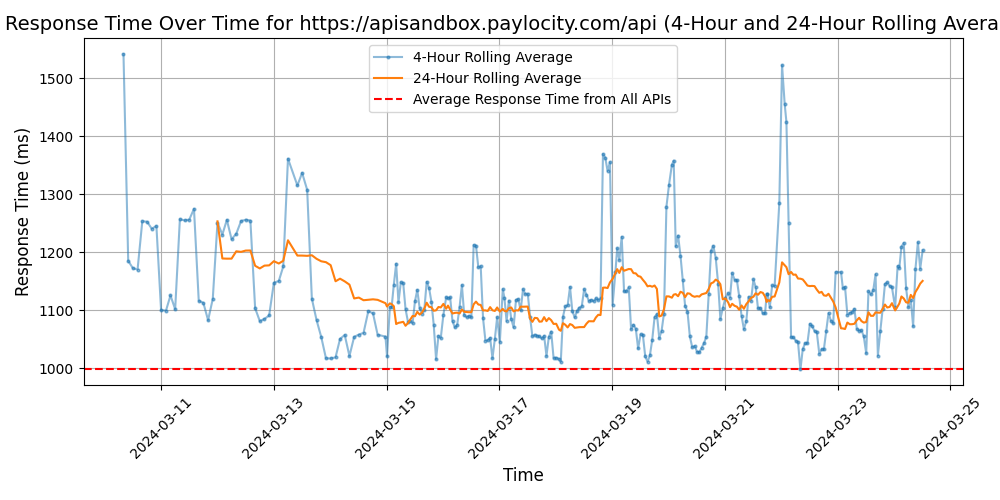 Response Time Over Time for https://apisandbox.paylocity.com/api (4-Hour and 24-Hour Rolling Avera
4-Hour Rolling Average
24-Hour Rolling Average
Average Response Time from All APIs
Response Time (ms)
1500
1400
1300
1200
1100
1000
2024-03-11
2024-03-13
2024-03-15
2024-03-17
2024-03-19
2024-03-21
2024-03-23
2024-03-25
Time